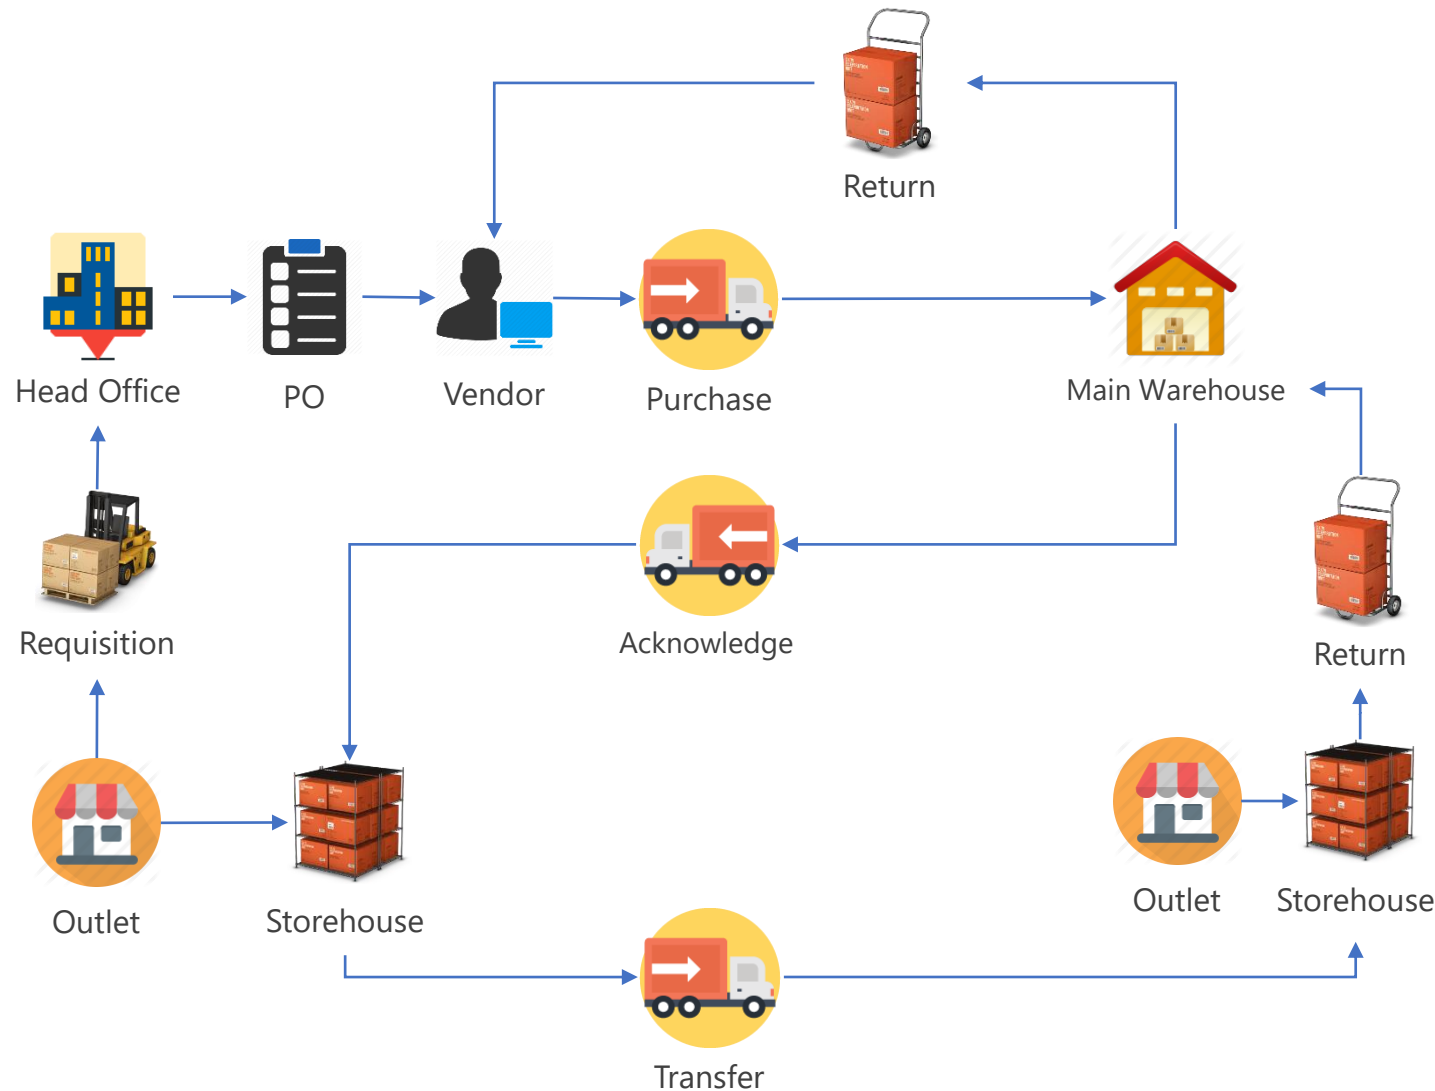 Return
Head Office
PO
Vendor
Purchase
Main Warehouse
Requisition
Acknowledge
Return
Outlet
Storehouse
Outlet
Storehouse
Transfer